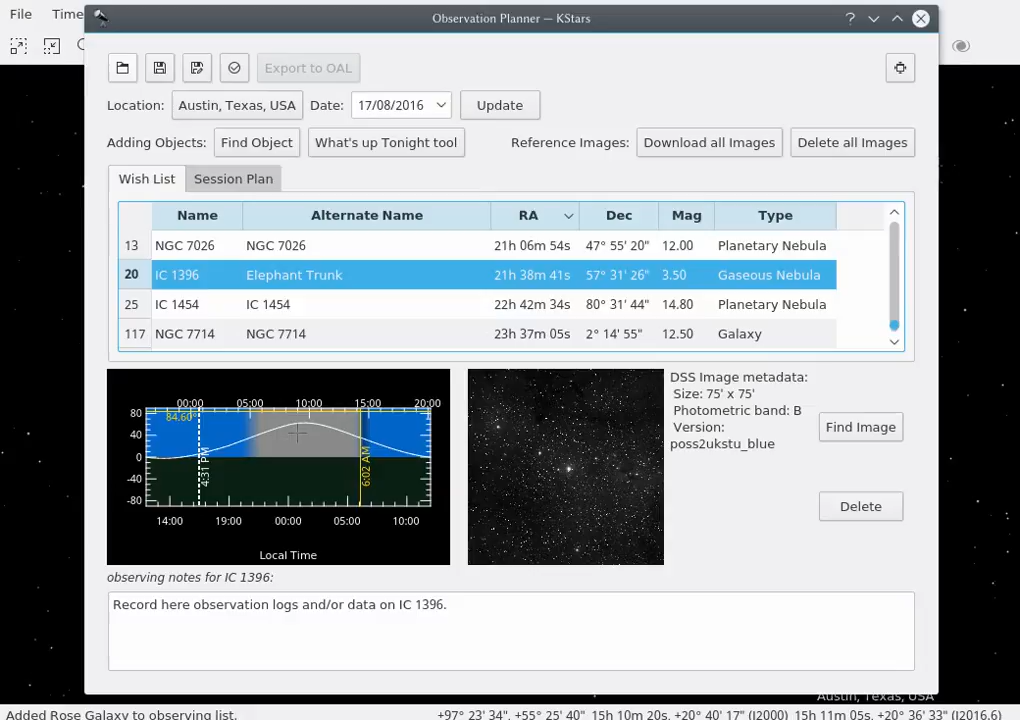 File Time
Observation Planner — KStars
Export to OAL
Location: Austin, Texas, USA Date: 17/08/2016 Update
Adding Objects: Find Object What's up Tonight tool Reference Images: Download all Images Delete all Images
Wish List Session Plan
Name Alternate Name RA Dec Mag Type
13 NGC 7026 NGC 7026 21h 06m 54s 47° 55' 20" 12.00 Planetary Nebula
20 IC 1396 Elephant Trunk 21h 38m 41s 57° 31' 26" 3.50 Gaseous Nebula
25 IC 1454 IC 1454 22h 42m 34s 80° 31' 44" 14.80 Planetary Nebula
117 NGC 7714 NGC 7714 23h 37m 05s 2° 14' 55" 12.50 Galaxy
00:00 05:00 10:00 15:00 20:00
84.60°
80
40
0
-40
-80
4:31 PM
6:02 AM
14:00 19:00 00:00 05:00 10:00
Local Time
DSS Image metadata:
Size: 75' x 75'
Photometric band: B
Version:
poss2ukstu_blue
Find Image
Delete
observing notes for IC 1396:
Record here observation logs and/or data on IC 1396.
Austin, Texas, USA
Added Rose Galaxy to observing list. +97° 23' 34", +55° 25' 40" 15h 10m 20s, +20° 40' 17" (J2000) 15h 11m 05s, +20° 36' 33" (J2016.6)